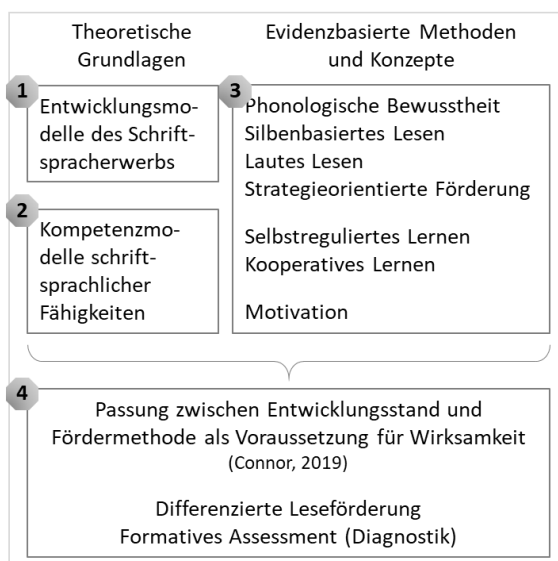 Theoretische
Grundlagen
Evidenzbasierte Methoden
und Konzepte
1
Entwicklungsmo-
delle des Schrift-
spracherwerbs
2
Kompetenzmo-
delle schrift-
sprachlicher
Fähigkeiten
3
Phonologische Bewusstheit
Silbenbasiertes Lesen
Lautes Lesen
Strategieorientierte Förderung
Selbstreguliertes Lernen
Kooperatives Lernen
Motivation
4
Passung zwischen Entwicklungsstand und
Fördermethode als Voraussetzung für Wirksamkeit
(Connor, 2019)
Differenzierte Leseförderung
Formatives Assessment (Diagnostik)